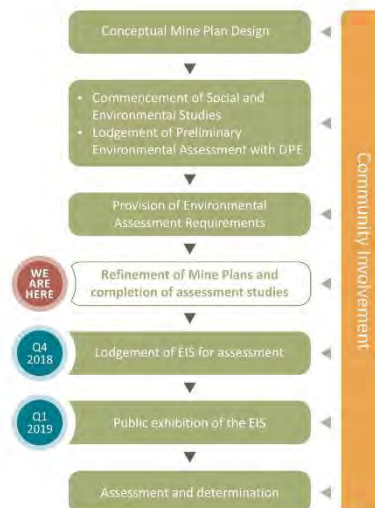 Conceptual Mine Plan Design
• Commencement of Social and
Environmental Studies
• Lodgement of Preliminary
Environmental Assessment with DPE
Provision of Environmental
Assessment Requirements
WE
ARE
HERE
Refinement of Mine Plans and
completion of assessment studies
Q4
2018
Lodgement of EIS for assessment
Q1
2019
Public exhibition of the EIS
Assessment and determination
Community Involvement